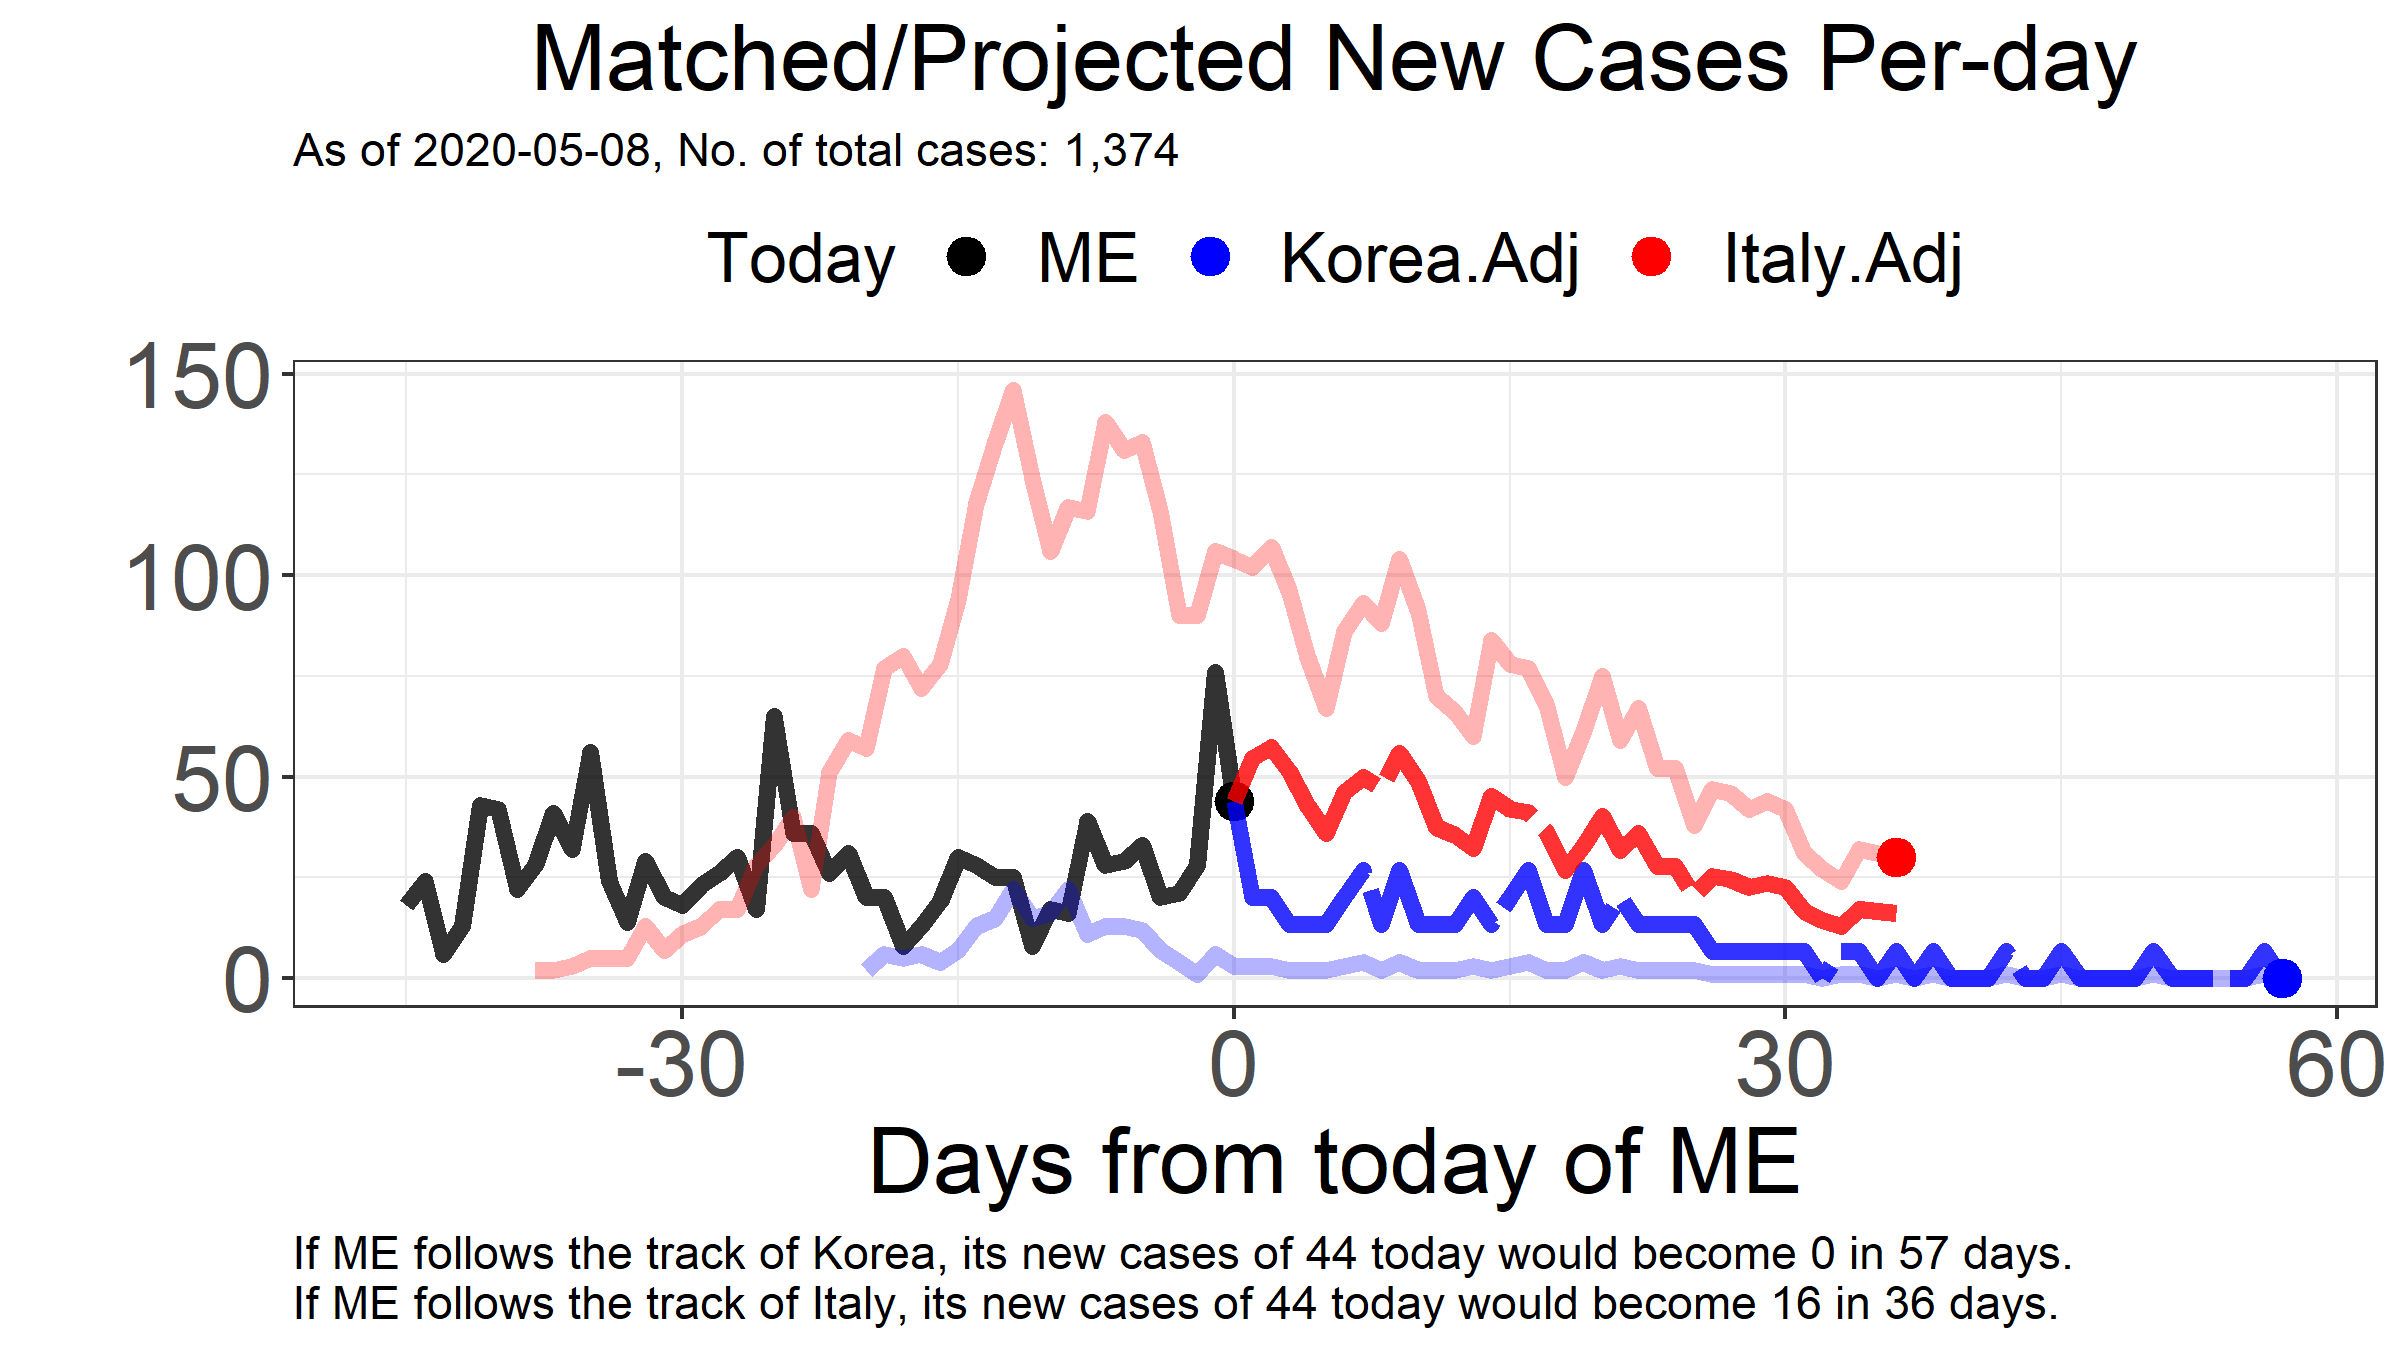 Matched/Projected New Cases Per-day
As of 2020-05-08, No. of total cases: 1,374
Today ME Korea.Adj Italy.Adj
150
100
50
0
-30 0 30 60
Days from today of ME
If ME follows the track of Korea, its new cases of 44 today would become 0 in 57 days.
If ME follows the track of Italy, its new cases of 44 today would become 16 in 36 days.